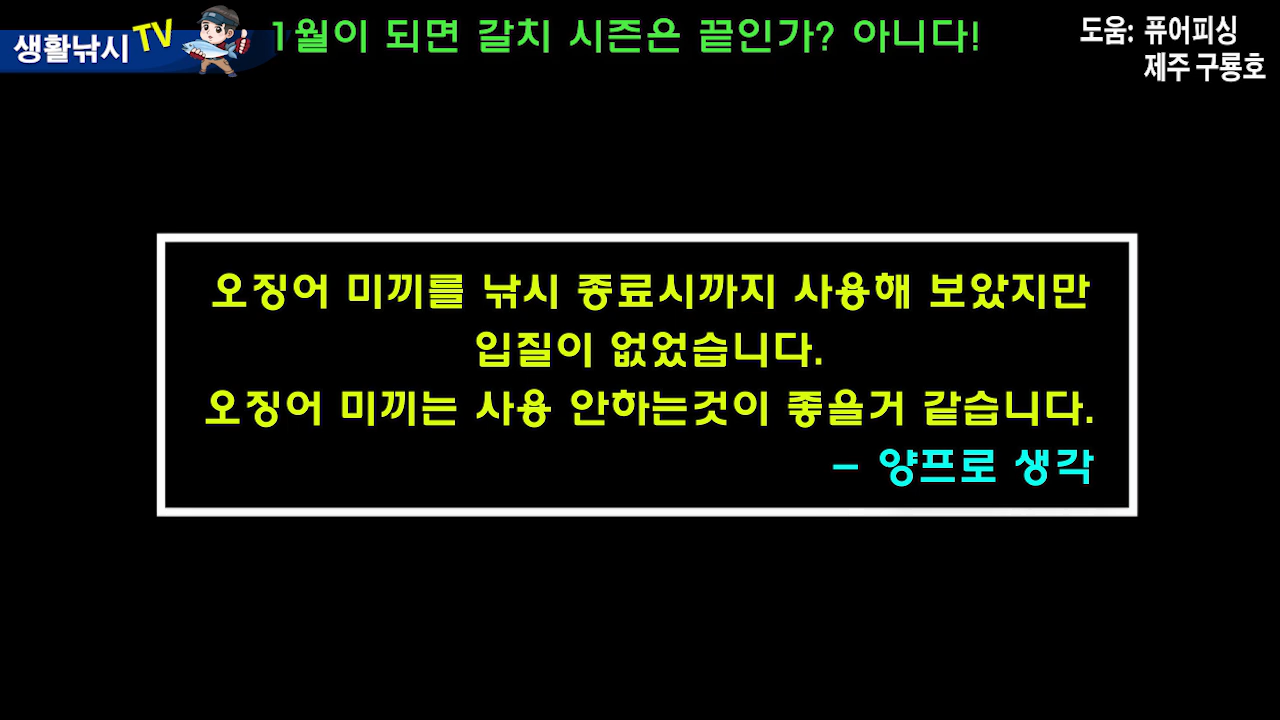 생활낚시TV
1월이 되면 갈치 시즌은 끝인가? 아니다!
도움: 퓨어피싱
제주 구룡호
오징어 미끼를 낚시 종료시까지 사용해 보았지만
입질이 없었습니다.
오징어 미끼는 사용 안하는것이 좋을거 같습니다.
- 양프로 생각